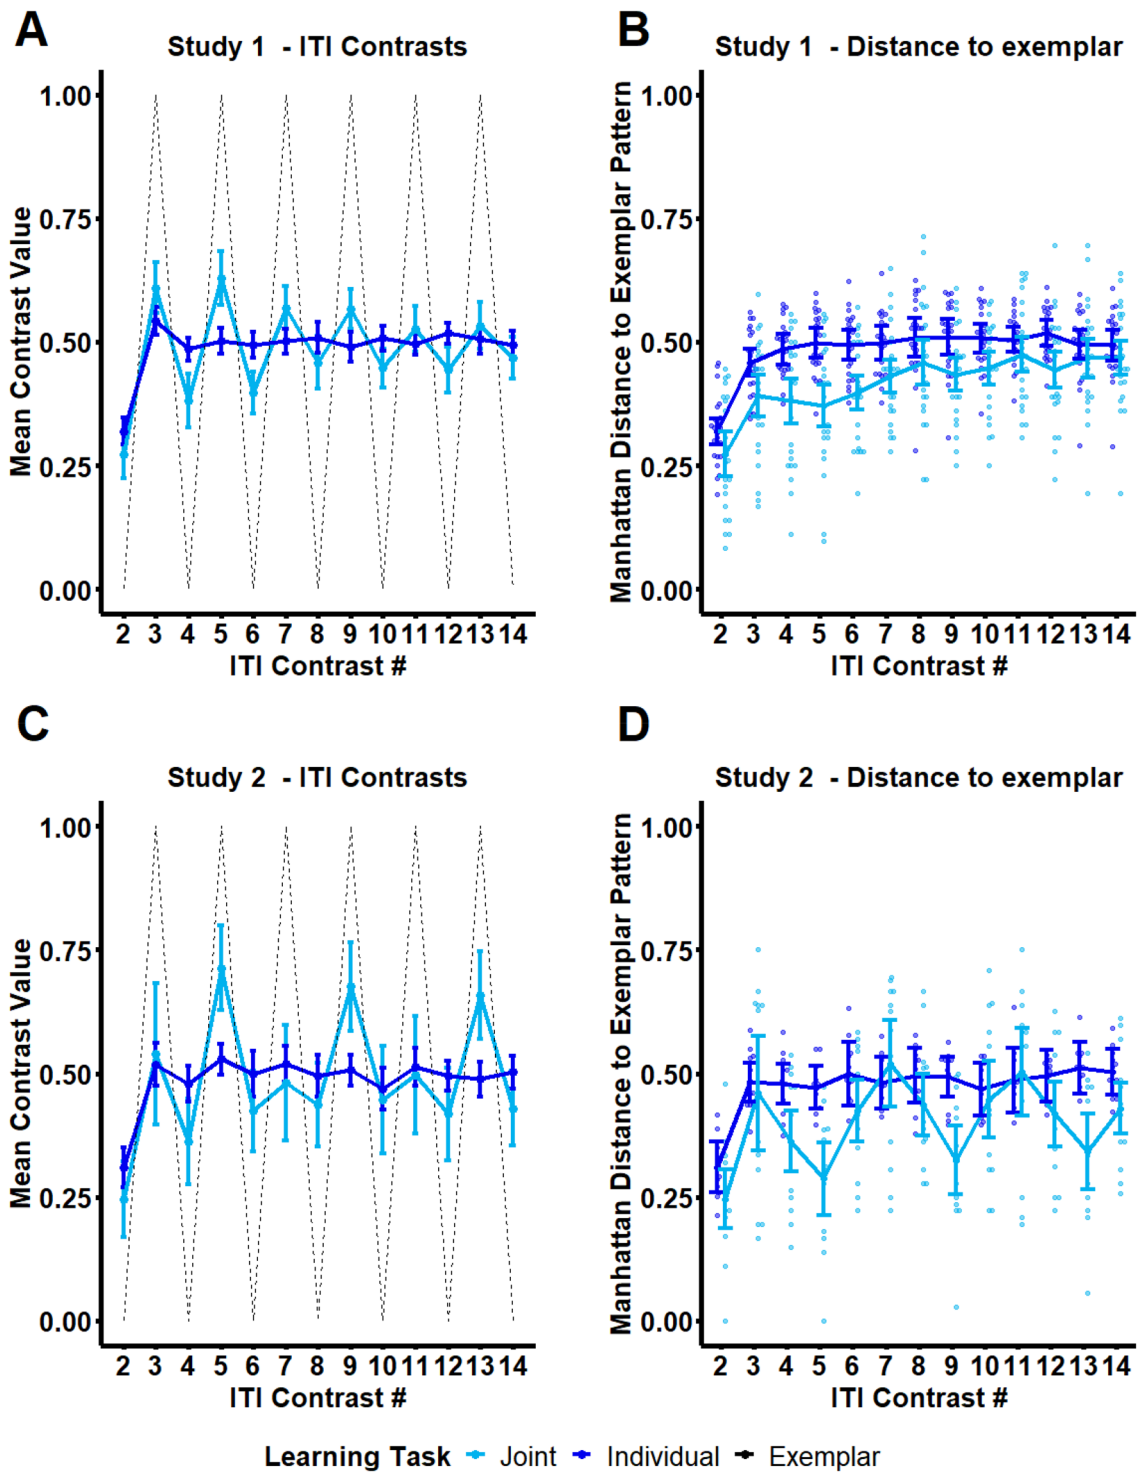 A
Study 1 - ITI Contrasts
Mean Contrast Value
1.00
0.75
0.50
0.25
0.00
2 3 4 5 6 7 8 9 10 11 12 13 14
ITI Contrast #
B
Study 1 - Distance to exemplar
Manhattan Distance to Exemplar Pattern
1.00
0.75
0.50
0.25
0.00
2 3 4 5 6 7 8 9 10 11 12 13 14
ITI Contrast #
C
Study 2 - ITI Contrasts
Mean Contrast Value
1.00
0.75
0.50
0.25
0.00
2 3 4 5 6 7 8 9 10 11 12 13 14
ITI Contrast #
D
Study 2 - Distance to exemplar
Manhattan Distance to Exemplar Pattern
1.00
0.75
0.50
0.25
0.00
2 3 4 5 6 7 8 9 10 11 12 13 14
ITI Contrast #
Learning Task Joint Individual Exemplar